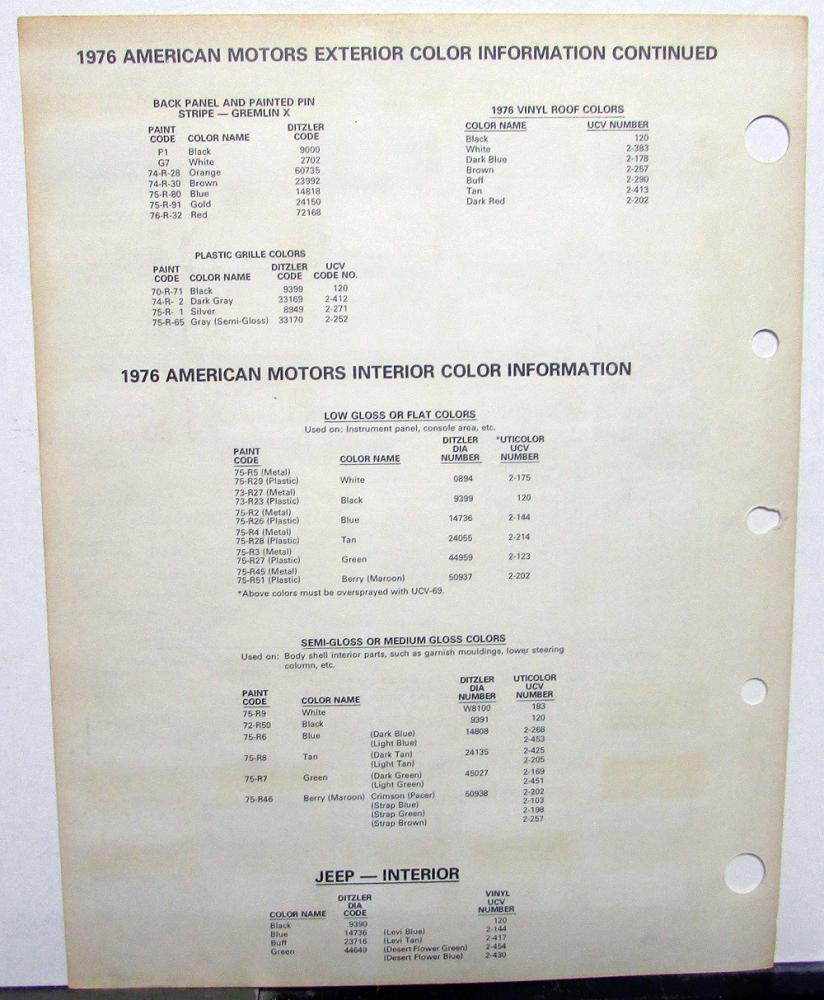 1976 AMERICAN MOTORS EXTERIOR COLOR INFORMATION CONTINUED
BACK PANEL AND PAINTED PIN
STRIPE — GREMLIN X
PAINT DITZLER
CODE COLOR NAME CODE
P1 Black 9000
G7 White 2702
74-R-28 Orange 60735
74-R-30 Brown 23992
75-R-80 Blue 14818
75-R-91 Gold 24150
76-R-32 Red 72168
1976 VINYL ROOF COLORS
COLOR NAME UCV NUMBER
Black 120
White 2-383
Dark Blue 2-178
Brown 2-257
Buff 2-290
Tan 2-413
Dark Red 2-202
PLASTIC GRILLE COLORS
PAINT DITZLER UCV
CODE COLOR NAME CODE CODE NO.
70-R-71 Black 9399 120
74-R- 2 Dark Gray 33169 2-412
75-R- 1 Silver 8949 2-271
75-R-65 Gray (Semi-Gloss) 33170 2-252
1976 AMERICAN MOTORS INTERIOR COLOR INFORMATION
LOW GLOSS OR FLAT COLORS
Used on: Instrument panel, console area, etc.
DITZLER *UTICOLOR
PAINT DIA UCV
CODE COLOR NAME NUMBER NUMBER
75-R5 (Metal)
75-R29 (Plastic) White 0894 2-175
73-R27 (Metal)
73-R23 (Plastic) Black 9399 120
75-R2 (Metal)
75-R26 (Plastic) Blue 14736 2-144
75-R4 (Metal)
75-R28 (Plastic) Tan 24055 2-214
75-R3 (Metal)
75-R27 (Plastic) Green 44959 2-123
75-R45 (Metal)
75-R51 (Plastic) Berry (Maroon) 50937 2-202
*Above colors must be oversprayed with UCV-69.
SEMI-GLOSS OR MEDIUM GLOSS COLORS
Used on: Body shell interior parts, such as garnish mouldings, lower steering
column, etc.
DITZLER UTICOLOR
PAINT DIA UCV
CODE COLOR NAME NUMBER NUMBER
75-R9 White W8100 183
72-R50 Black 9391 120
75-R6 Blue (Dark Blue) 14808 2-268
(Light Blue) 2-453
75-R8 Tan (Dark Tan) 24135 2-425
(Light Tan) 2-205
75-R7 Green (Dark Green) 45027 2-169
(Light Green) 2-451
75-R46 Berry (Maroon) Crimson (Pacer) 50938 2-202
(Strap Blue) 2-103
(Strap Green) 2-198
(Strap Brown) 2-257
JEEP — INTERIOR
DITZLER VINYL
DIA UCV
COLOR NAME CODE NUMBER
Black 9390 120
Blue 14736 (Levi Blue) 2-144
Buff 23716 (Levi Tan) 2-417
Green 44649 (Desert Flower Green) 2-454
(Desert Flower Blue) 2-430